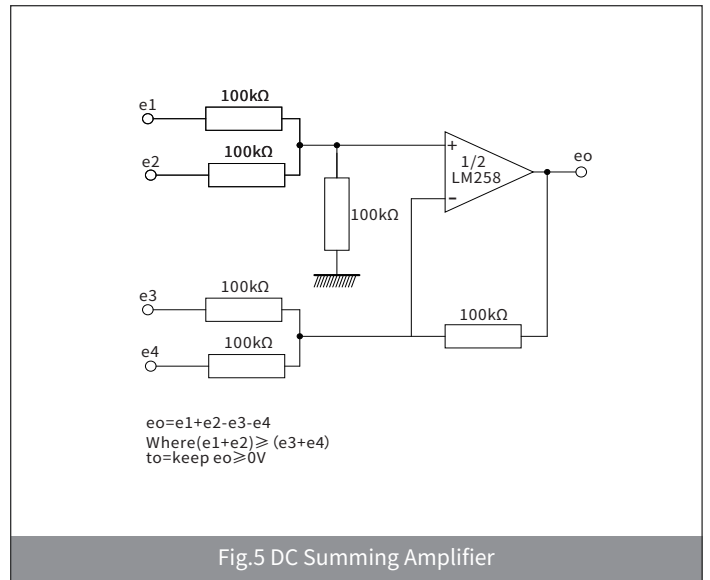 100kΩ
e1
100kΩ
e2
+
1/2
LM258
-
eo
100kΩ
100kΩ
e3
100kΩ
e4
100kΩ
eo=e1+e2-e3-e4
Where(e1+e2)≥(e3+e4)
to=keep eo≥0V
Fig.5 DC Summing Amplifier